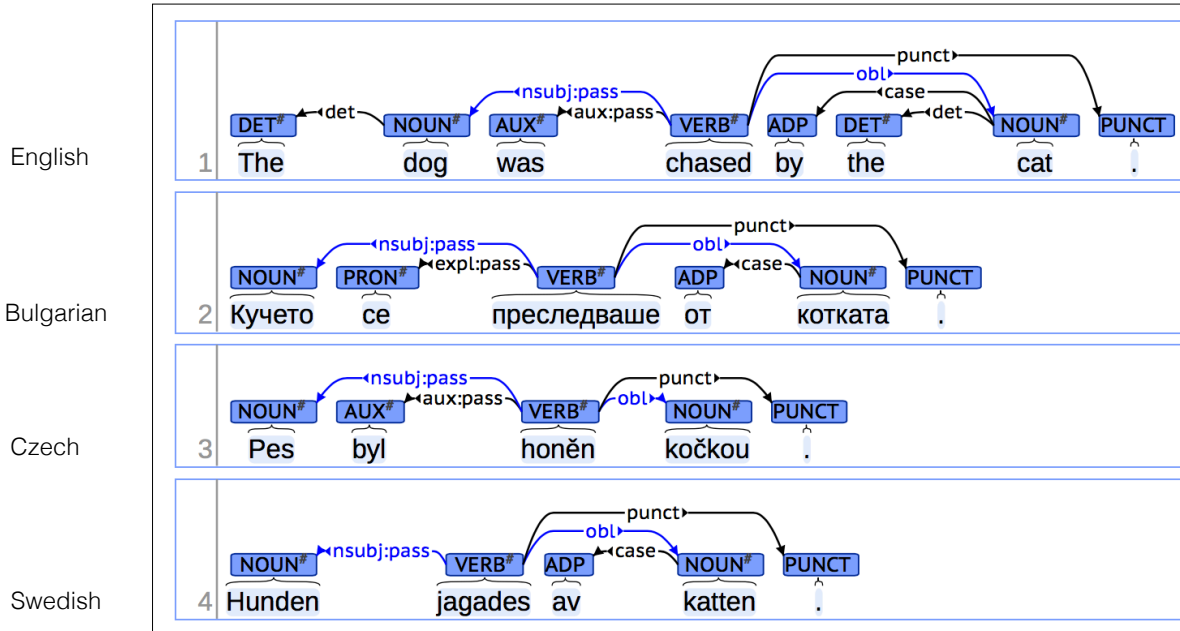 punct
obl
case
nsubj:pass
det aux:pass det
DET# NOUN# AUX# VERB# ADP DET# NOUN# PUNCT
English 1 The dog was chased by the cat .
punct
nsubj:pass obl
expl:pass case
NOUN# PRON# VERB# ADP NOUN# PUNCT
Bulgarian 2 Кучето се преследваше от котката .
nsubj:pass punct
aux:pass obl
NOUN# AUX# VERB# NOUN# PUNCT
Czech 3 Pes byl honěn kočkou .
punct
obl
nsubj:pass case
NOUN# VERB# ADP NOUN# PUNCT
Swedish 4 Hunden jagades av katten .